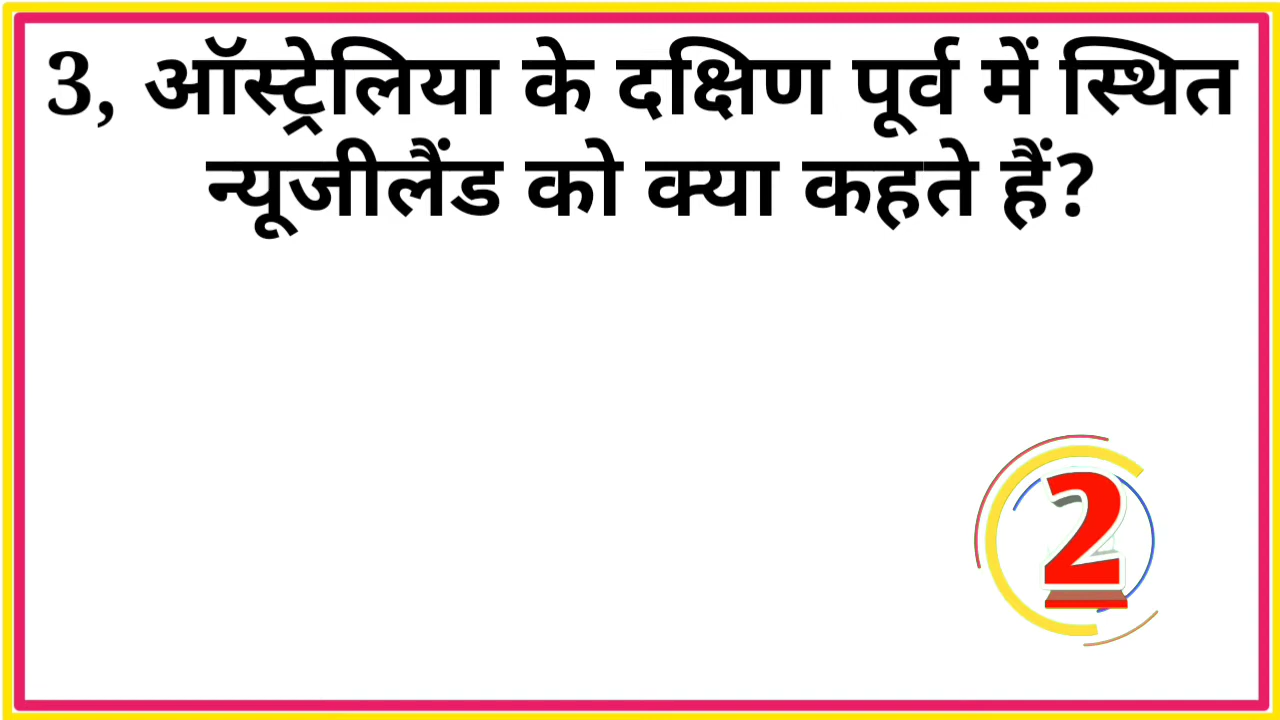 3, ऑस्ट्रेलिया के दक्षिण पूर्व में स्थित
न्यूजीलैंड को क्या कहते हैं?
2